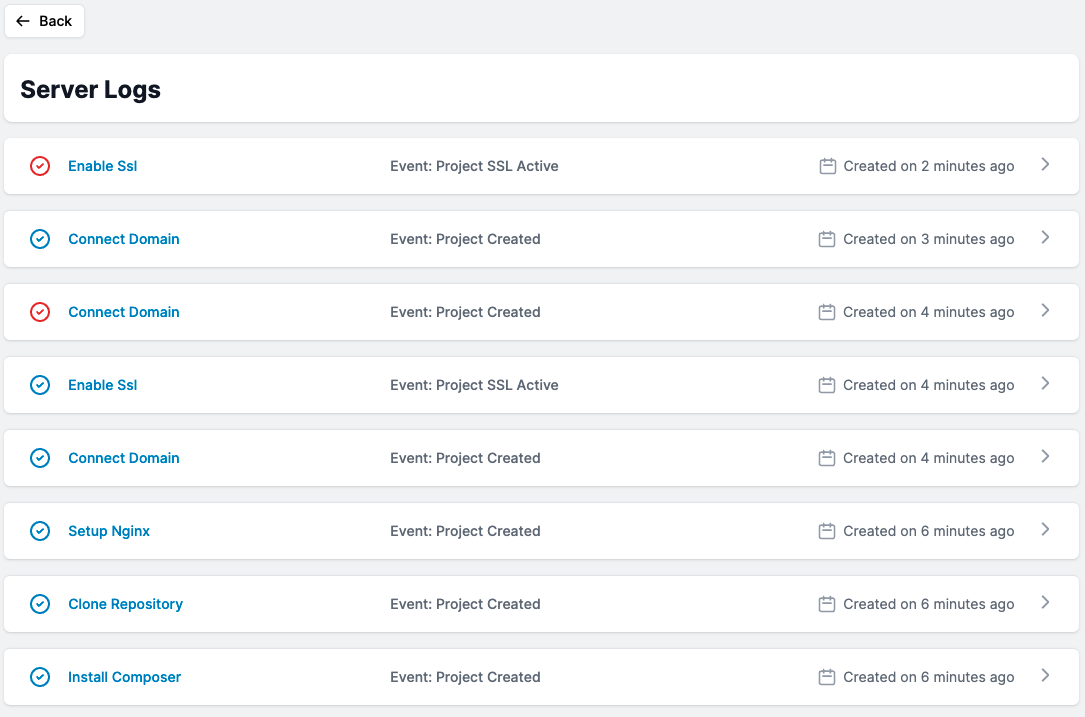 Back
Server Logs
Enable Ssl Event: Project SSL Active Created on 2 minutes ago
Connect Domain Event: Project Created Created on 3 minutes ago
Connect Domain Event: Project Created Created on 4 minutes ago
Enable Ssl Event: Project SSL Active Created on 4 minutes ago
Connect Domain Event: Project Created Created on 4 minutes ago
Setup Nginx Event: Project Created Created on 6 minutes ago
Clone Repository Event: Project Created Created on 6 minutes ago
Install Composer Event: Project Created Created on 6 minutes ago